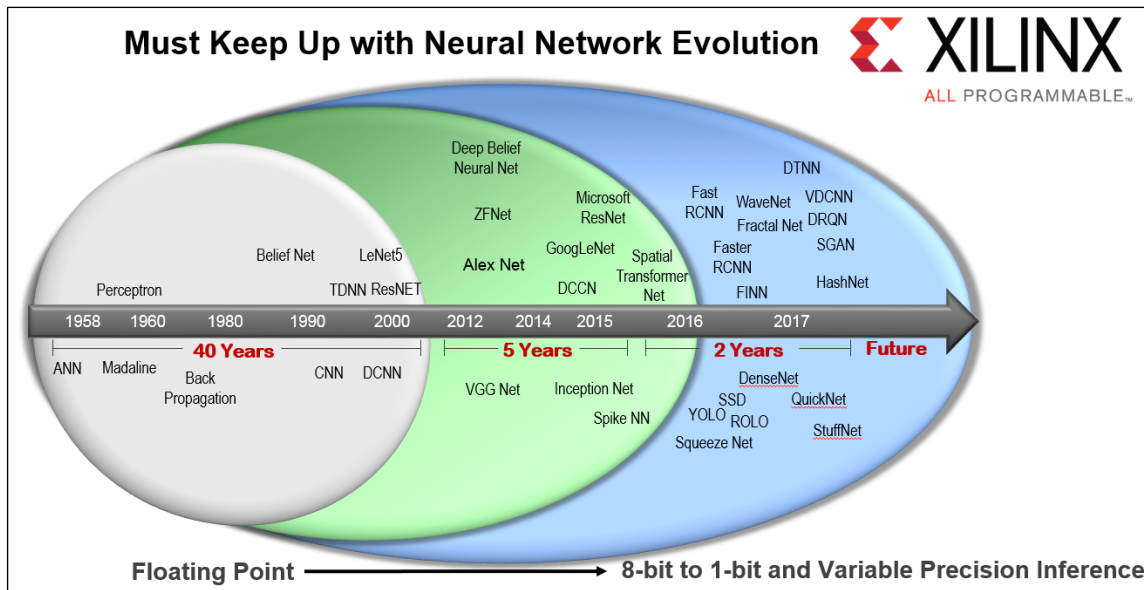 Must Keep Up with Neural Network Evolution
XILINX
ALL PROGRAMMABLE™
Deep Belief
Neural Net
DTNN
Fast
RCNN
WaveNet
VDCNN
Microsoft
ResNet
ZFNet
Fractal Net
DRQN
Belief Net
LeNet5
GoogLeNet
Alex Net
Spatial
Transformer
Net
Faster
RCNN
SGAN
Perceptron
TDNN
ResNET
DCCN
FINN
HashNet
1958
1960
1980
1990
2000
2012
2014
2015
2016
2017
40 Years
5 Years
2 Years
Future
ANN
Madaline
Back
Propagation
CNN
DCNN
VGG Net
Inception Net
Spike NN
DenseNet
SSD
QuickNet
YOLO
ROLO
StuffNet
Squeeze Net
Floating Point
8-bit to 1-bit and Variable Precision Inference